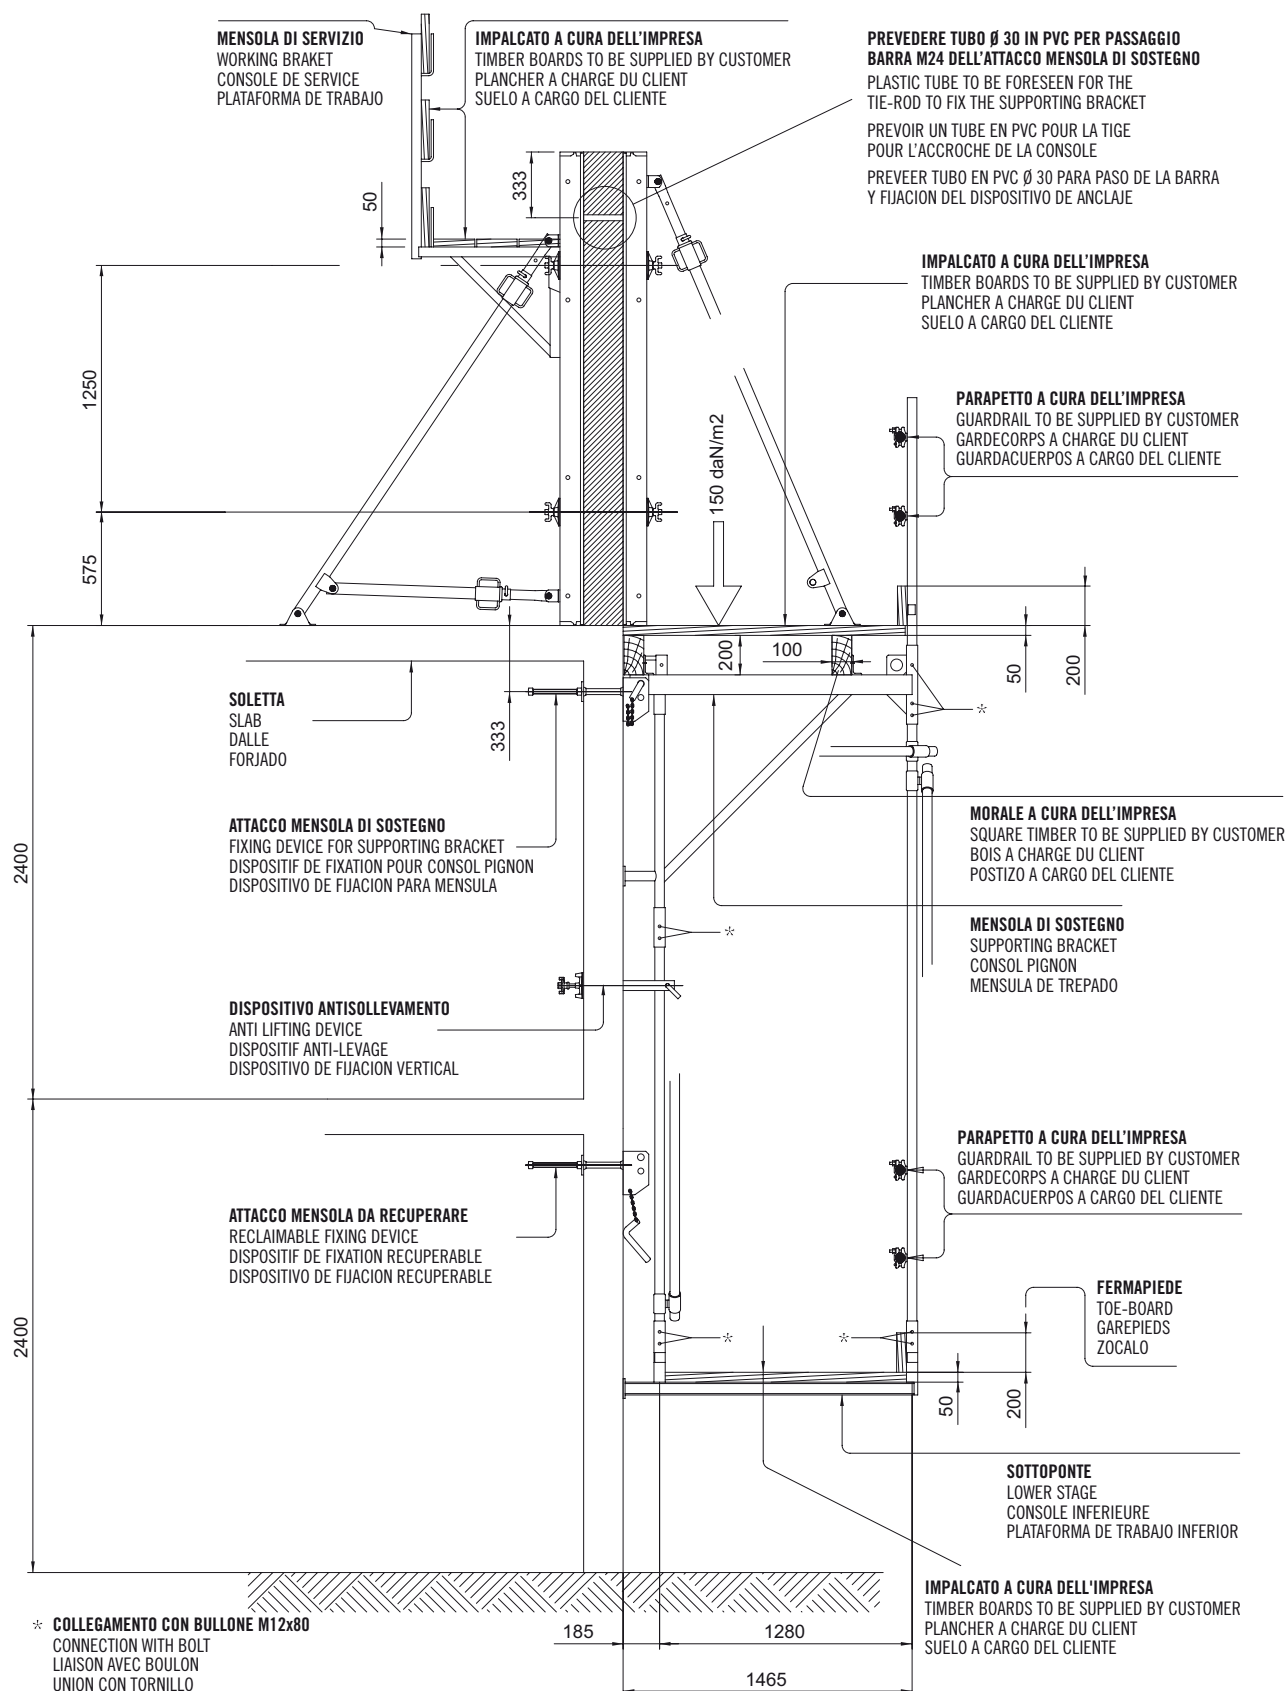 MENSOLA DI SERVIZIO
WORKING BRAKET
CONSOLE DE SERVICE
PLATAFORMA DE TRABAJO
IMPALCATO A CURA DELL'IMPRESA
TIMBER BOARDS TO BE SUPPLIED BY CUSTOMER
PLANCHER A CHARGE DU CLIENT
SUELO A CARGO DEL CLIENTE
PREVEDERE TUBO Ø 30 IN PVC PER PASSAGGIO
BARRA M24 DELL'ATTACCO MENSOLA DI SOSTEGNO
PLASTIC TUBE TO BE FORESEEN FOR THE
TIE-ROD TO FIX THE SUPPORTING BRACKET
PREVOIR UN TUBE EN PVC POUR LA TIGE
POUR L'ACCROCHE DE LA CONSOLE
PREVEER TUBO EN PVC Ø 30 PARA PASO DE LA BARRA
Y FIJACION DEL DISPOSITIVO DE ANCLAJE
50
333
IMPALCATO A CURA DELL'IMPRESA
TIMBER BOARDS TO BE SUPPLIED BY CUSTOMER
PLANCHER A CHARGE DU CLIENT
SUELO A CARGO DEL CLIENTE
1250
575
150 daN/m2
PARAPETTO A CURA DELL'IMPRESA
GUARDRAIL TO BE SUPPLIED BY CUSTOMER
GARDECORPS A CHARGE DU CLIENT
GUARDACUERPOS A CARGO DEL CLIENTE
200
100
50
200
*
SOLETTA
SLAB
DALLE
FORJADO
333
ATTACCO MENSOLA DI SOSTEGNO
FIXING DEVICE FOR SUPPORTING BRACKET
DISPOSITIF DE FIXATION POUR CONSOL PIGNON
DISPOSITIVO DE FIJACION PARA MENSULA
2400
MORALE A CURA DELL'IMPRESA
SQUARE TIMBER TO BE SUPPLIED BY CUSTOMER
BOIS A CHARGE DU CLIENT
POSTIZO A CARGO DEL CLIENTE
*
MENSOLA DI SOSTEGNO
SUPPORTING BRACKET
CONSOL PIGNON
MENSULA DE TREPADO
DISPOSITIVO ANTISOLLEVAMENTO
ANTI LIFTING DEVICE
DISPOSITIF ANTI-LEVAGE
DISPOSITIVO DE FIJACION VERTICAL
PARAPETTO A CURA DELL'IMPRESA
GUARDRAIL TO BE SUPPLIED BY CUSTOMER
GARDECORPS A CHARGE DU CLIENT
GUARDACUERPOS A CARGO DEL CLIENTE
ATTACCO MENSOLA DA RECUPERARE
RECLAIMABLE FIXING DEVICE
DISPOSITIF DE FIXATION RECUPERABLE
DISPOSITIVO DE FIJACION RECUPERABLE
2400
FERMAPIEDE
TOE-BOARD
GAREPIEDS
ZOCALO
*
*
50
200
SOTTOPONTE
LOWER STAGE
CONSOLE INFERIEURE
PLATAFORMA DE TRABAJO INFERIOR
IMPALCATO A CURA DELL'IMPRESA
TIMBER BOARDS TO BE SUPPLIED BY CUSTOMER
PLANCHER A CHARGE DU CLIENT
SUELO A CARGO DEL CLIENTE
* COLLEGAMENTO CON BULLONE M12x80
CONNECTION WITH BOLT
LIAISON AVEC BOULON
UNION CON TORNILLO
185
1280
1465